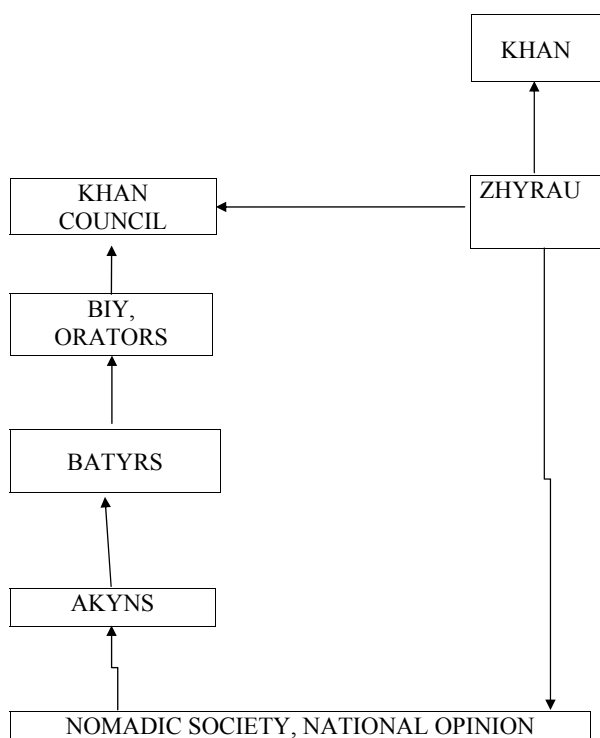 KHAN
ZHYRAU
KHAN
COUNCIL
BIY,
ORATORS
BATYRS
AKYNS
NOMADIC SOCIETY, NATIONAL OPINION